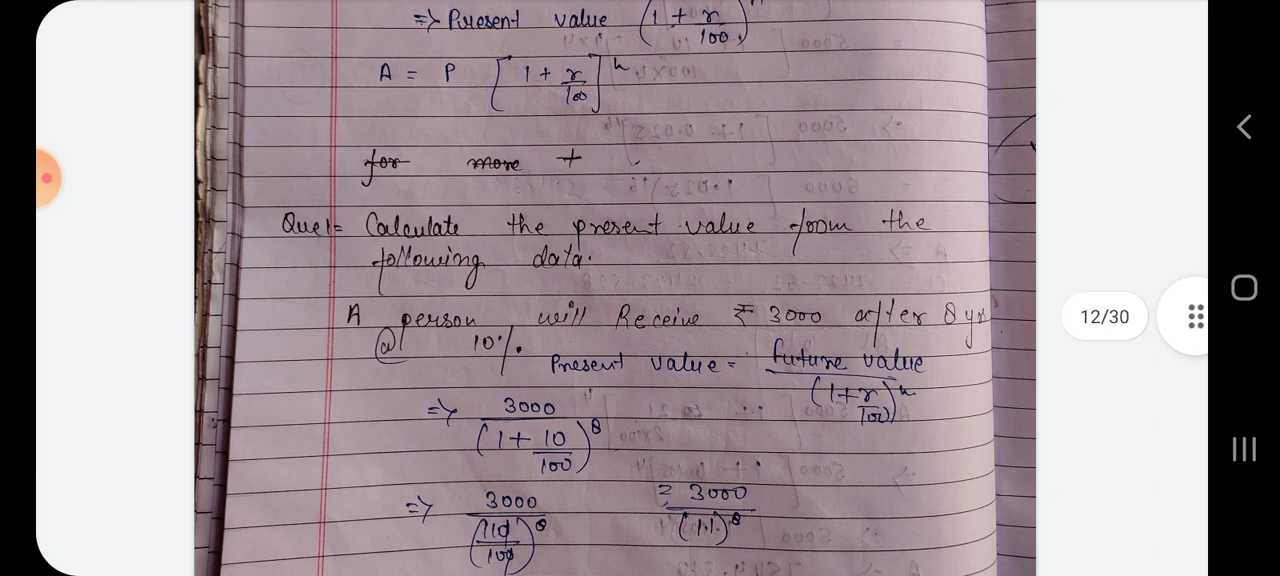 => Present value (1 + r/100)^n
A = P [1 + r/100]^n
for more +
Que1= Calculate the present value from the
following data.
A person will Receive ₹ 3000 after 8 yr
@ 10%.
Present value = future value / (1+r/100)^n
=> 3000 / (1 + 10/100)^8
=> 3000 / (110/100)^8 = 3000 / (1.1)^8
12/30